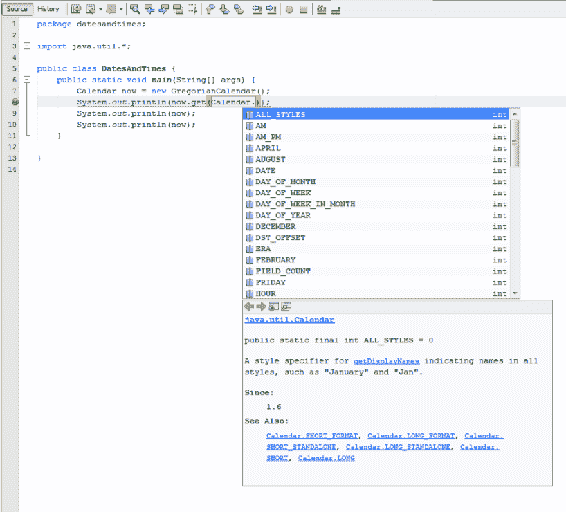 Source History
1 package datesandtimes;
2
3 import java.util.*;
4
5 public class DatesAndTimes {
6 public static void main(String[] args) {
7 Calendar now = new GregorianCalendar();
System.out.println(now.get(Calendar.));
9 System.out.println(now);
10 System.out.println(now);
11 }
12
13 }
14
ALL_STYLES int
AM int
AM_PM int
APRIL int
AUGUST int
DATE int
DAY_OF_MONTH int
DAY_OF_WEEK int
DAY_OF_WEEK_IN_MONTH int
DAY_OF_YEAR int
DECEMBER int
DST_OFFSET int
ERA int
FEBRUARY int
FIELD_COUNT int
FRIDAY int
HOUR int
java.util.Calendar
public static final int ALL_STYLES = 0
A style specifier for getDisplayNames indicating names in all
styles, such as "January" and "Jan".
Since:
1.6
See Also:
Calendar.SHORT_FORMAT, Calendar.LONG_FORMAT, Calendar.
SHORT_STANDALONE, Calendar.LONG_STANDALONE, Calendar.
SHORT, Calendar.LONG